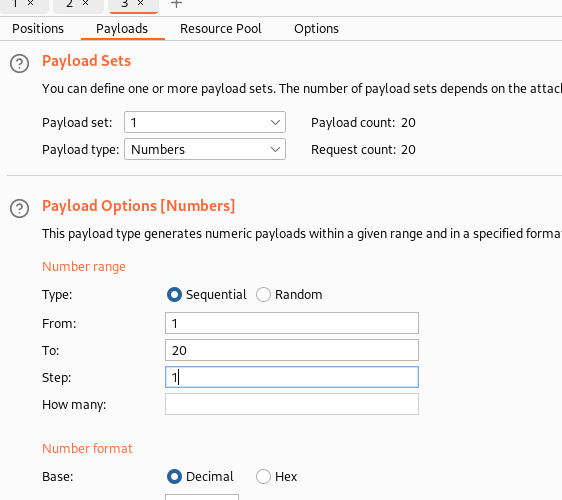 1 × 2 × 3 × +
Positions Payloads Resource Pool Options
? Payload Sets
You can define one or more payload sets. The number of payload sets depends on the attac
Payload set: 1 Payload count: 20
Payload type: Numbers Request count: 20
? Payload Options [Numbers]
This payload type generates numeric payloads within a given range and in a specified forma
Number range
Type: Sequential Random
From: 1
To: 20
Step: 1
How many:
Number format
Base: Decimal Hex